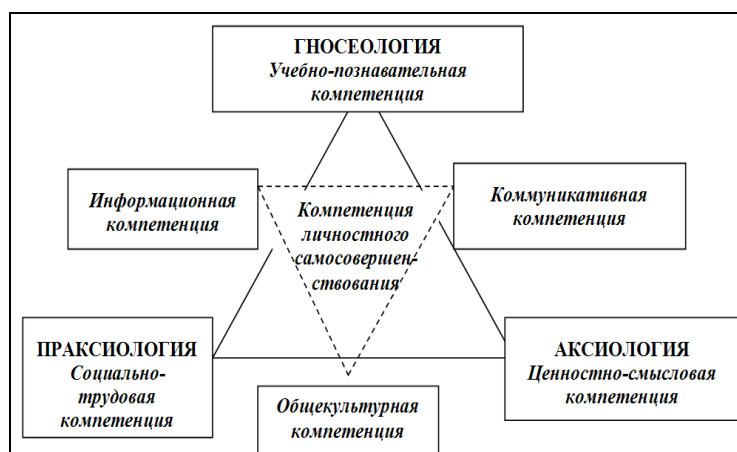 ГНОСЕОЛОГИЯ
Учебно-познавательная
компетенция
Информационная
компетенция
Компетенция
личностного
самосовершен-
ствования
Коммуникативная
компетенция
ПРАКСИОЛОГИЯ
Социально-
трудовая
компетенция
Общекультурная
компетенция
АКСИОЛОГИЯ
Ценностно-смысловая
компетенция